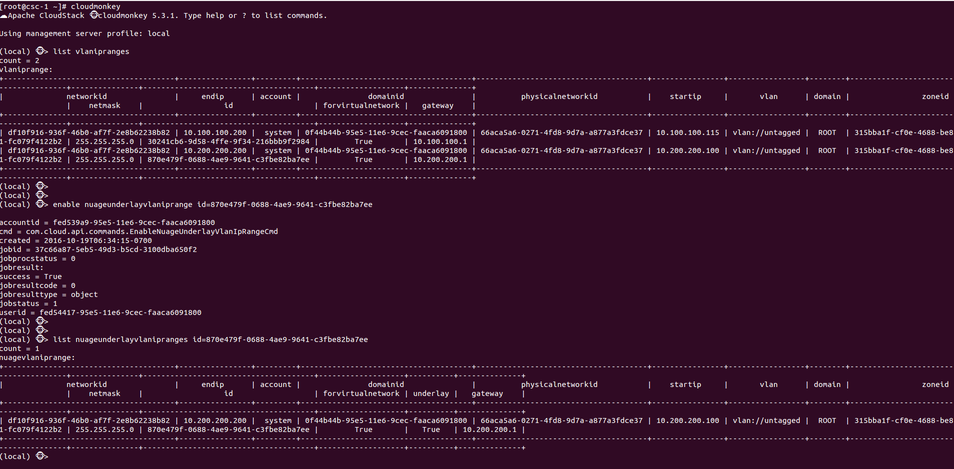 [root@csc-1 ~]# cloudmonkey
Apache CloudStack cloudmonkey 5.3.1. Type help or ? to list commands.
Using management server profile: local
(local) > list vlanipranges
count = 2
vlaniprange:
| networkid | endip | account | domainid | physicalnetworkid | startip | vlan | domain | zoneid
| netmask | id | forvirtualnetwork | gateway |
| df10f916-936f-46b0-af7f-2e8b62238b82 | 10.100.100.200 | system | 0f44b44b-95e5-11e6-9cec-faaca6091800 | 66aca5a6-0271-4fd8-9d7a-a877a3fdce37 | 10.100.100.115 | vlan://untagged | ROOT | 315bba1f-cf0e-4688-be8
1-fc079f4122b2 | 255.255.255.0 | 30241cb6-9d58-4ffe-9f34-216bbb9f2984 | True | 10.100.100.1 |
| df10f916-936f-46b0-af7f-2e8b62238b82 | 10.200.200.200 | system | 0f44b44b-95e5-11e6-9cec-faaca6091800 | 66aca5a6-0271-4fd8-9d7a-a877a3fdce37 | 10.200.200.100 | vlan://untagged | ROOT | 315bba1f-cf0e-4688-be8
1-fc079f4122b2 | 255.255.255.0 | 870e479f-0688-4ae9-9641-c3fbe82ba7ee | True | 10.200.200.1 |
(local) >
(local) >
(local) > enable nuageunderlayvlaniprange id=870e479f-0688-4ae9-9641-c3fbe82ba7ee
accountid = fed539a9-95e5-11e6-9cec-faaca6091800
cmd = com.cloud.api.commands.EnableNuageUnderlayVlanIpRangeCmd
created = 2016-10-19T06:34:15-0700
jobid = 37c66a87-5eb5-49d3-b5cd-3100dba650f2
jobprocstatus = 0
jobresult:
success = True
jobresultcode = 0
jobresulttype = object
jobstatus = 1
userid = fed54417-95e5-11e6-9cec-faaca6091800
(local) >
(local) >
(local) > list nuageunderlayvlanipranges id=870e479f-0688-4ae9-9641-c3fbe82ba7ee
count = 1
nuagevlaniprange:
| networkid | endip | account | domainid | physicalnetworkid | startip | vlan | domain | zoneid
| netmask | id | forvirtualnetwork | underlay | gateway |
| df10f916-936f-46b0-af7f-2e8b62238b82 | 10.200.200.200 | system | 0f44b44b-95e5-11e6-9cec-faaca6091800 | 66aca5a6-0271-4fd8-9d7a-a877a3fdce37 | 10.200.200.100 | vlan://untagged | ROOT | 315bba1f-cf0e-4688-be8
1-fc079f4122b2 | 255.255.255.0 | 870e479f-0688-4ae9-9641-c3fbe82ba7ee | True | True | 10.200.200.1 |
(local) >